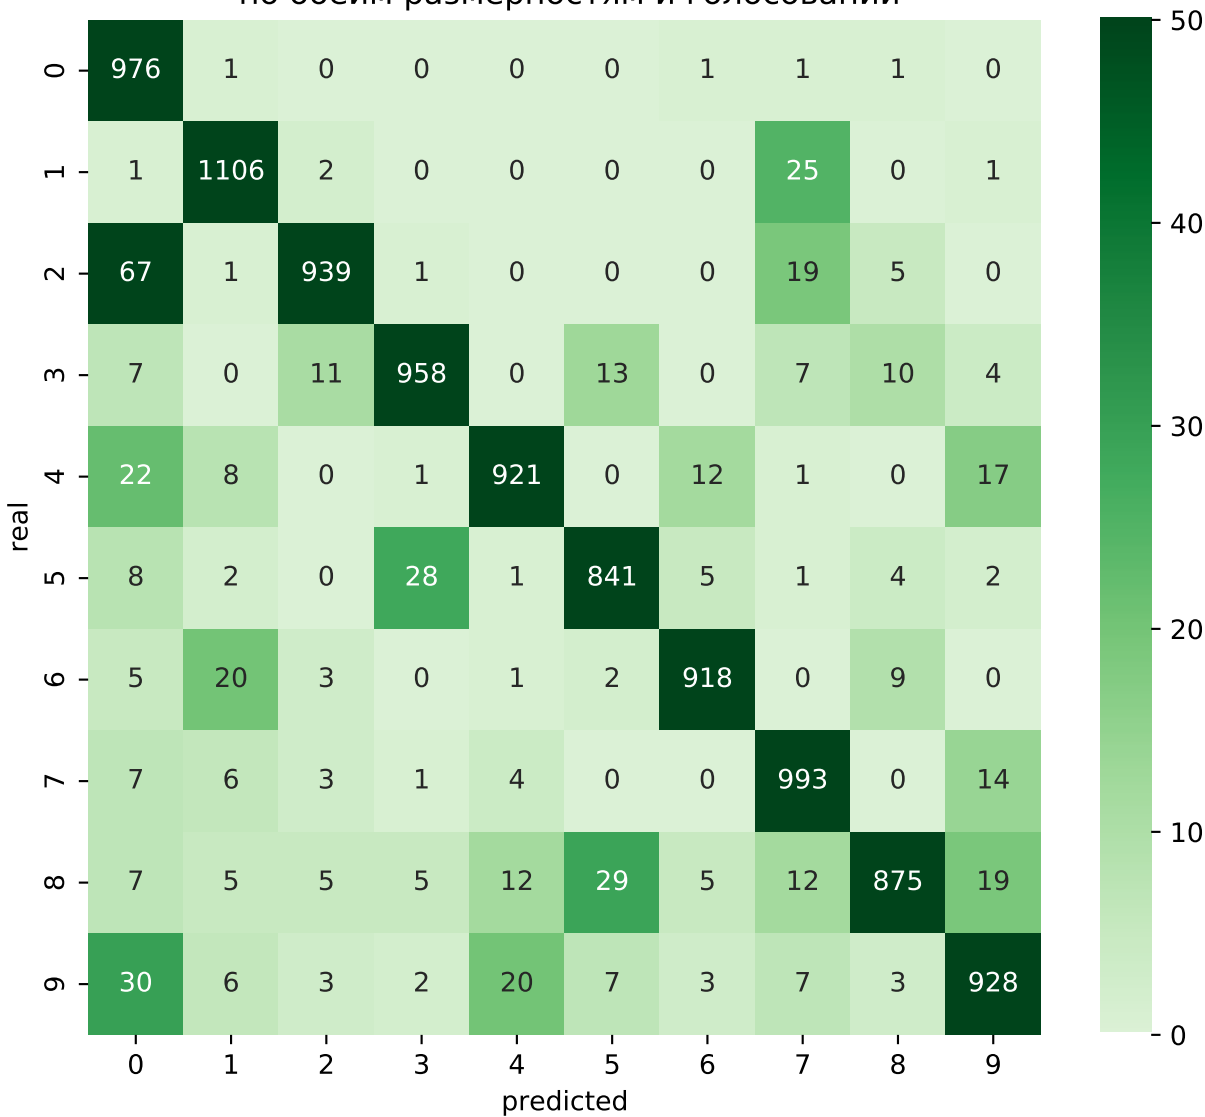 по обеим размерностям и голосовании
0 976 1 0 0 0 0 1 1 1 0
1 1 1106 2 0 0 0 0 25 0 1
2 67 1 939 1 0 0 0 19 5 0
3 7 0 11 958 0 13 0 7 10 4
4 22 8 0 1 921 0 12 1 0 17
5 8 2 0 28 1 841 5 1 4 2
6 5 20 3 0 1 2 918 0 9 0
7 7 6 3 1 4 0 0 993 0 14
8 7 5 5 5 12 29 5 12 875 19
9 30 6 3 2 20 7 3 7 3 928
0 1 2 3 4 5 6 7 8 9
predicted
real
50
40
30
20
10
0